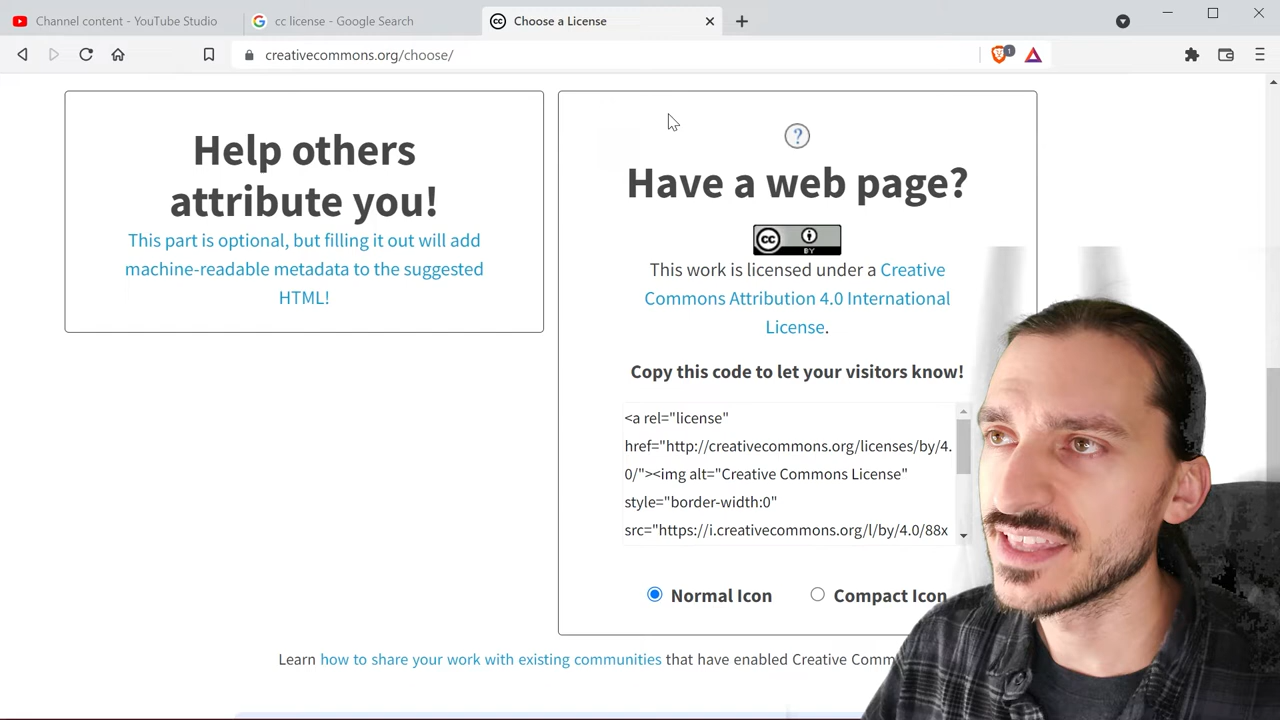 Channel content - YouTube Studio
cc license - Google Search
Choose a License
creativecommons.org/choose/
1
Help others
attribute you!
This part is optional, but filling it out will add
machine-readable metadata to the suggested
HTML!
?
Have a web page?
cc
BY
This work is licensed under a Creative
Commons Attribution 4.0 International
License.
Copy this code to let your visitors know!
<a rel="license"
href="http://creativecommons.org/licenses/by/4.
0/"><img alt="Creative Commons License"
style="border-width:0"
src="https://i.creativecommons.org/l/by/4.0/88x
Normal Icon
Compact Icon
Learn how to share your work with existing communities that have enabled Creative Comm